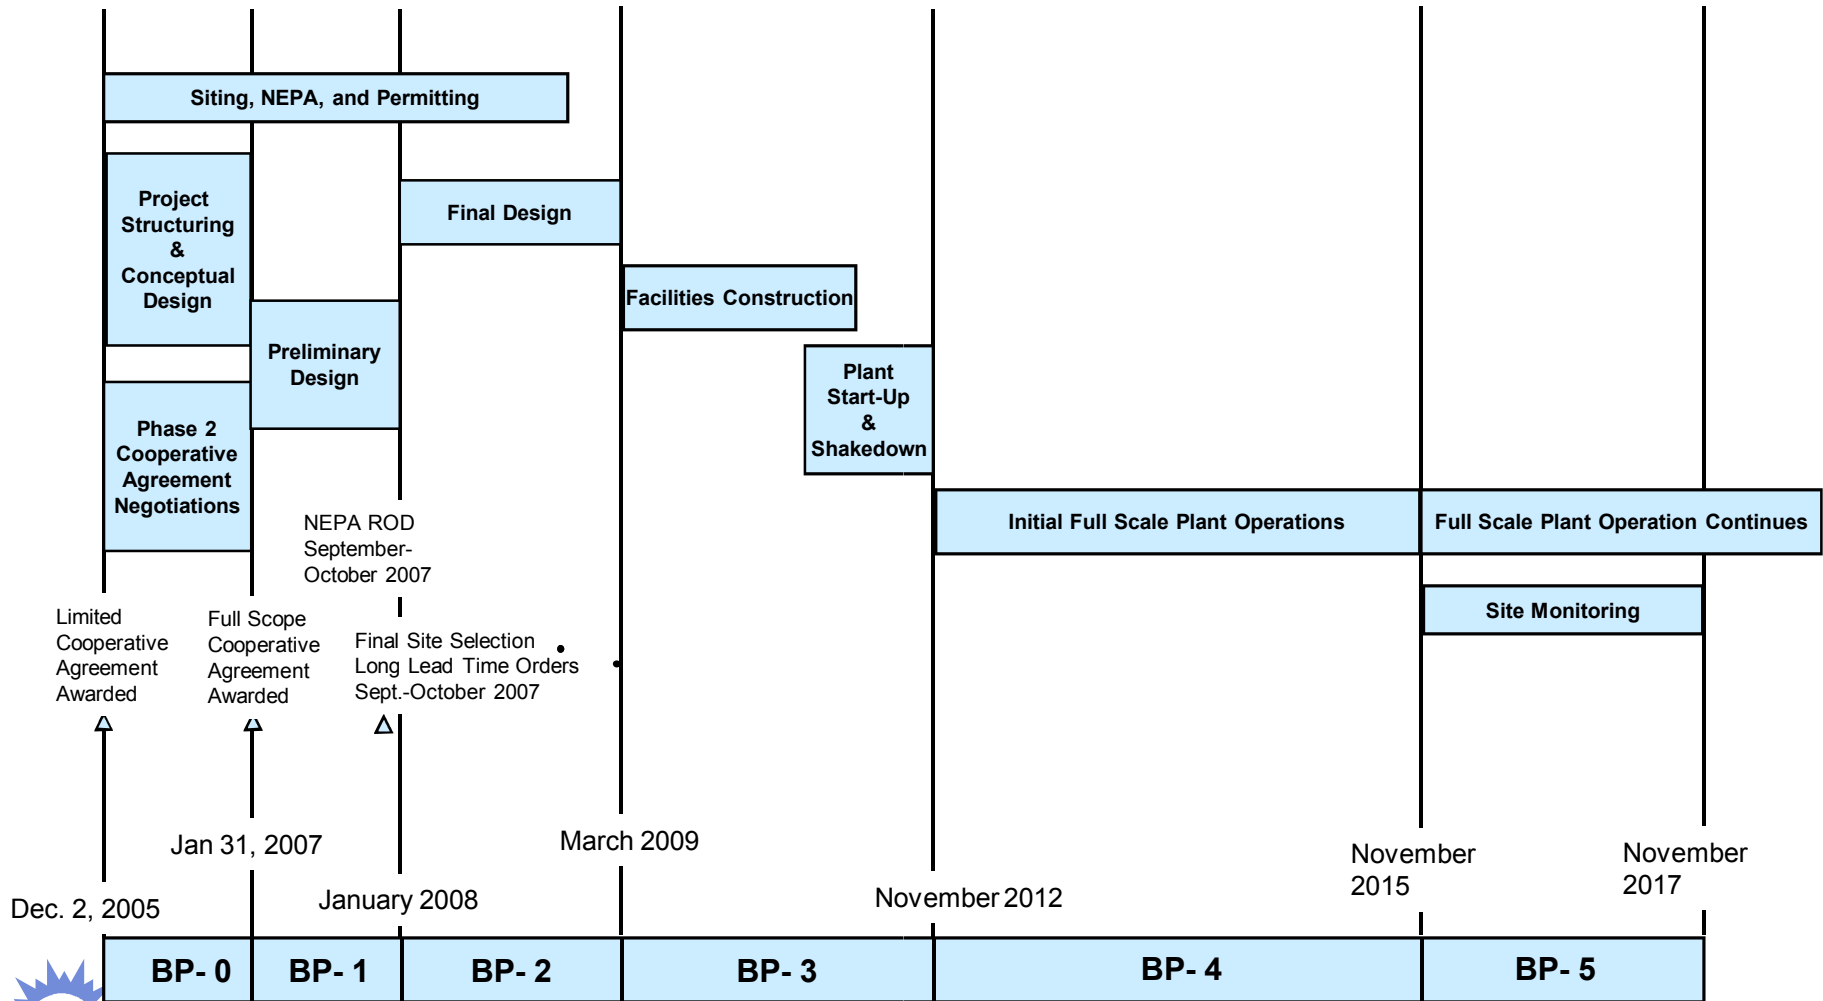 Siting, NEPA, and Permitting
Project
Structuring
&
Conceptual
Design
Final Design
Facilities Construction
Preliminary
Design
Plant
Start-Up
&
Shakedown
Phase 2
Cooperative
Agreement
Negotiations
Initial Full Scale Plant Operations
Full Scale Plant Operation Continues
NEPA ROD
September-
October 2007
Site Monitoring
Limited
Cooperative
Agreement
Awarded
Full Scope
Cooperative
Agreement
Awarded
Final Site Selection
Long Lead Time Orders
Sept.-October 2007
Dec. 2, 2005
Jan 31, 2007
January 2008
March 2009
November 2012
November
2015
November
2017
BP- 0
BP- 1
BP- 2
BP- 3
BP- 4
BP- 5